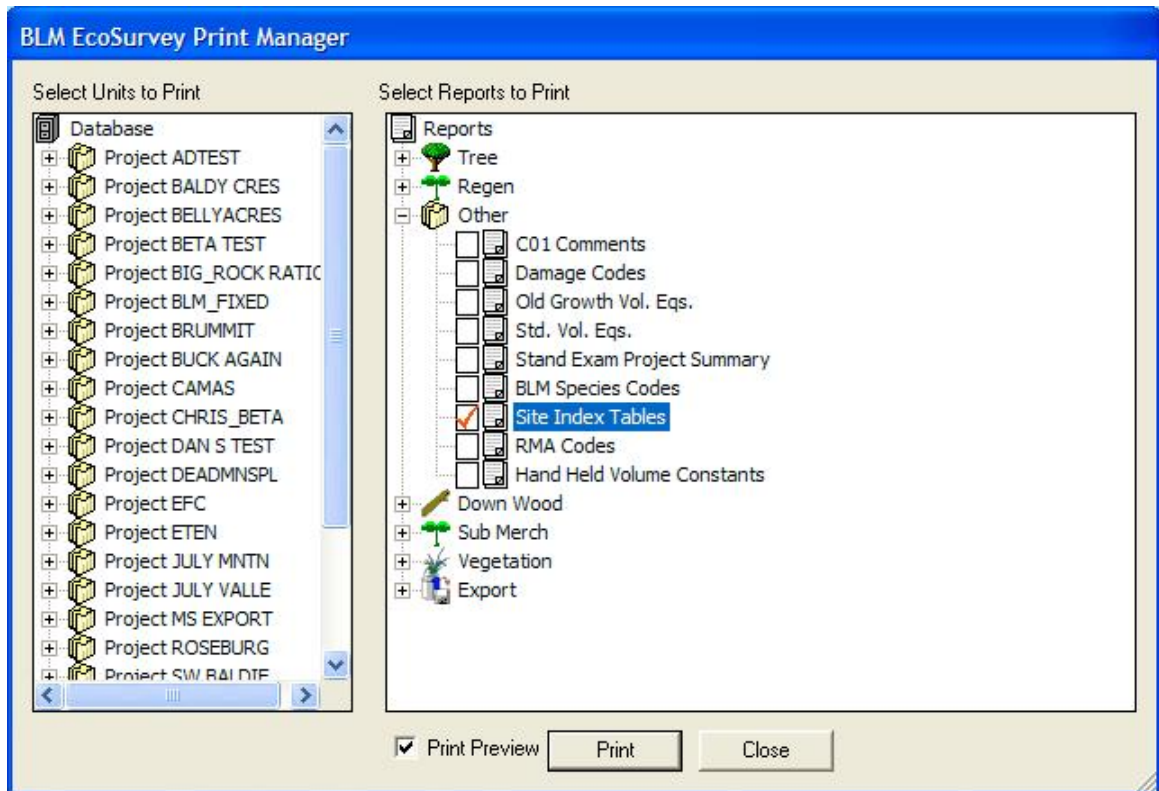 BLM EcoSurvey Print Manager
Select Units to Print
Database
Project ADTEST
Project BALDY CRES
Project BELLYACRES
Project BETA TEST
Project BIG_ROCK RATIO
Project BLM_FIXED
Project BRUMMIT
Project BUCK AGAIN
Project CAMAS
Project CHRIS_BETA
Project DAN S TEST
Project DEADMNSPL
Project EFC
Project ETEN
Project JULY MNTN
Project JULY VALLE
Project MS EXPORT
Project ROSEBURG
Project SW BALDIE
Select Reports to Print
Reports
Tree
Regen
Other
C01 Comments
Damage Codes
Old Growth Vol. Eqs.
Std. Vol. Eqs.
Stand Exam Project Summary
BLM Species Codes
Site Index Tables
RMA Codes
Hand Held Volume Constants
Down Wood
Sub Merch
Vegetation
Export
Print Preview
Print
Close